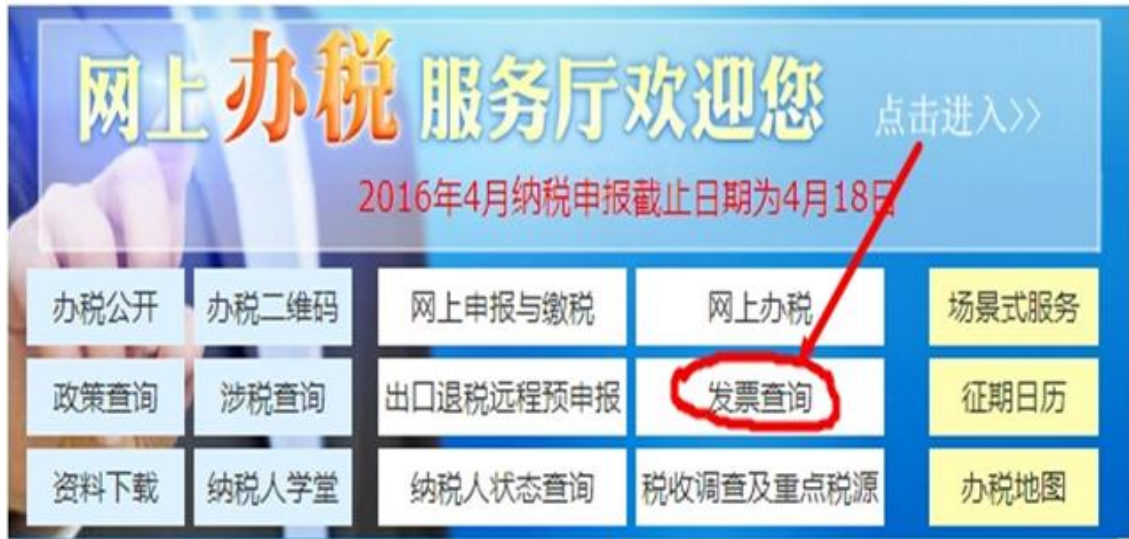 网上办税服务厅欢迎您 点击进入>>
2016年4月纳税申报截止日期为4月18日
办税公开 办税二维码 网上申报与缴税 网上办税 场景式服务
政策查询 涉税查询 出口退税远程预申报 发票查询 征期日历
资料下载 纳税人学堂 纳税人状态查询 税收调查及重点税源 办税地图